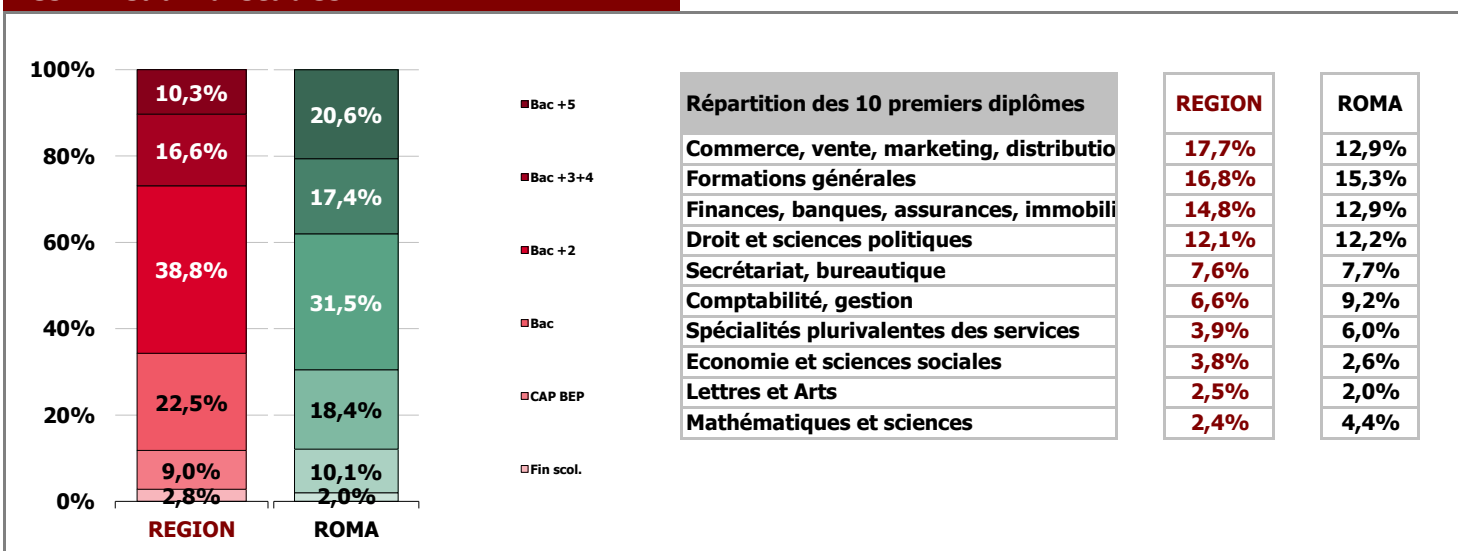 100%
80%
60%
40%
20%
0%
10,3%
16,6%
38,8%
22,5%
9,0%
2,8%
REGION
20,6%
17,4%
31,5%
18,4%
10,1%
2,0%
ROMA
Bac +5
Bac +3+4
Bac +2
Bac
CAP BEP
Fin scol.
Répartition des 10 premiers diplômes REGION ROMA
Commerce, vente, marketing, distributio 17,7% 12,9%
Formations générales 16,8% 15,3%
Finances, banques, assurances, immobili 14,8% 12,9%
Droit et sciences politiques 12,1% 12,2%
Secrétariat, bureautique 7,6% 7,7%
Comptabilité, gestion 6,6% 9,2%
Spécialités plurivalentes des services 3,9% 6,0%
Economie et sciences sociales 3,8% 2,6%
Lettres et Arts 2,5% 2,0%
Mathématiques et sciences 2,4% 4,4%